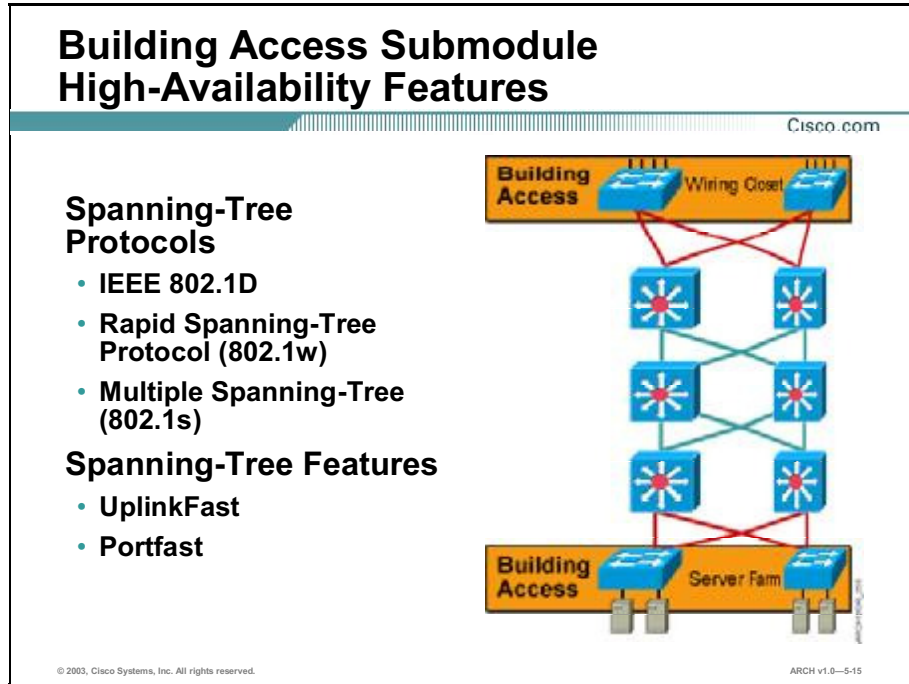 Building Access Submodule
High-Availability Features
Cisco.com
Spanning-Tree
Protocols
• IEEE 802.1D
• Rapid Spanning-Tree
Protocol (802.1w)
• Multiple Spanning-Tree
(802.1s)
Spanning-Tree Features
• UplinkFast
• Portfast
Building
Access
Wiring Closet
Building
Access
Server Farm
© 2003, Cisco Systems, Inc. All rights reserved.
ARCH v1.0—5-15